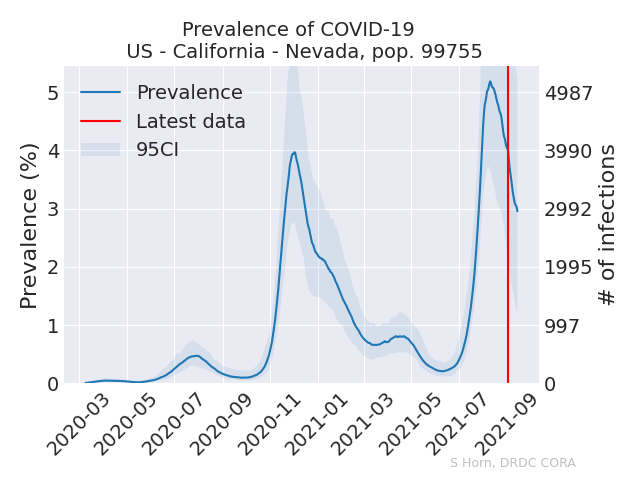 Prevalence of COVID-19
US - California - Nevada, pop. 99755
Prevalence
Latest data
95CI
Prevalence (%)
5
4
3
2
1
0
4987
3990
2992
1995
997
0
# of infections
2020-03
2020-05
2020-07
2020-09
2020-11
2021-01
2021-03
2021-05
2021-07
2021-09
S Horn, DRDC CORA